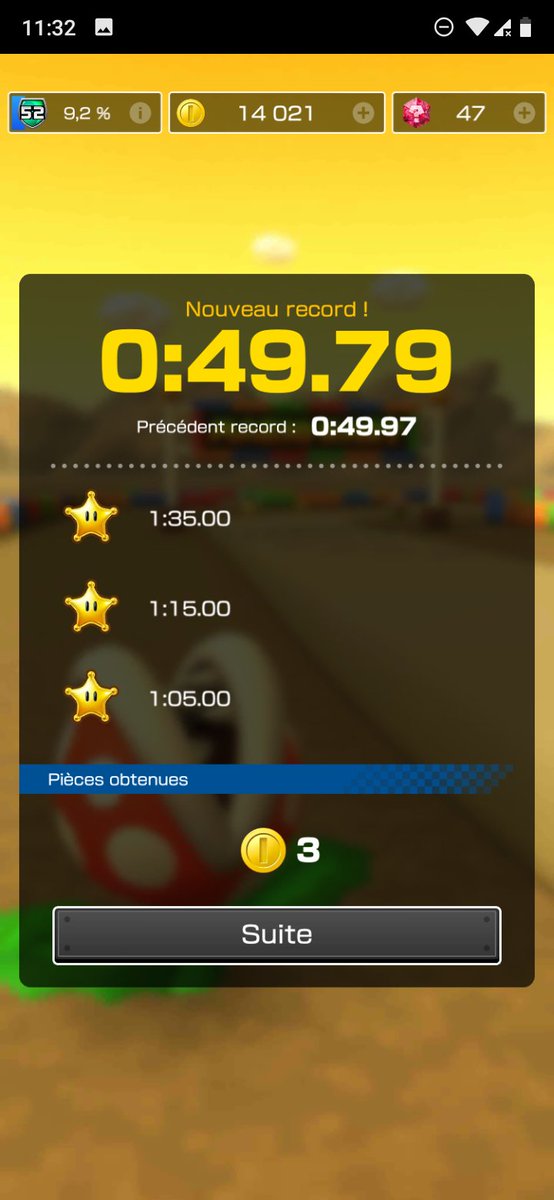 11:32
52 9,2 % i 14 021 + 47 +
Nouveau record !
0:49.79
Précédent record : 0:49.97
1:35.00
1:15.00
1:05.00
Pièces obtenues
3
Suite